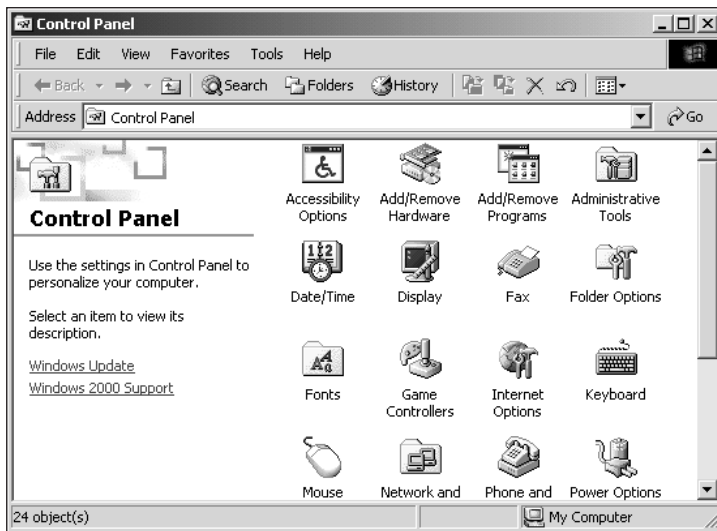 Control Panel
File Edit View Favorites Tools Help
Back Search Folders History
Address Control Panel Go
Control Panel
Use the settings in Control Panel to
personalize your computer.
Select an item to view its
description.
Windows Update
Windows 2000 Support
Accessibility
Options
Add/Remove
Hardware
Add/Remove
Programs
Administrative
Tools
Date/Time
Display
Fax
Folder Options
Fonts
Game
Controllers
Internet
Options
Keyboard
Mouse
Network and
Phone and
Power Options
24 object(s)
My Computer